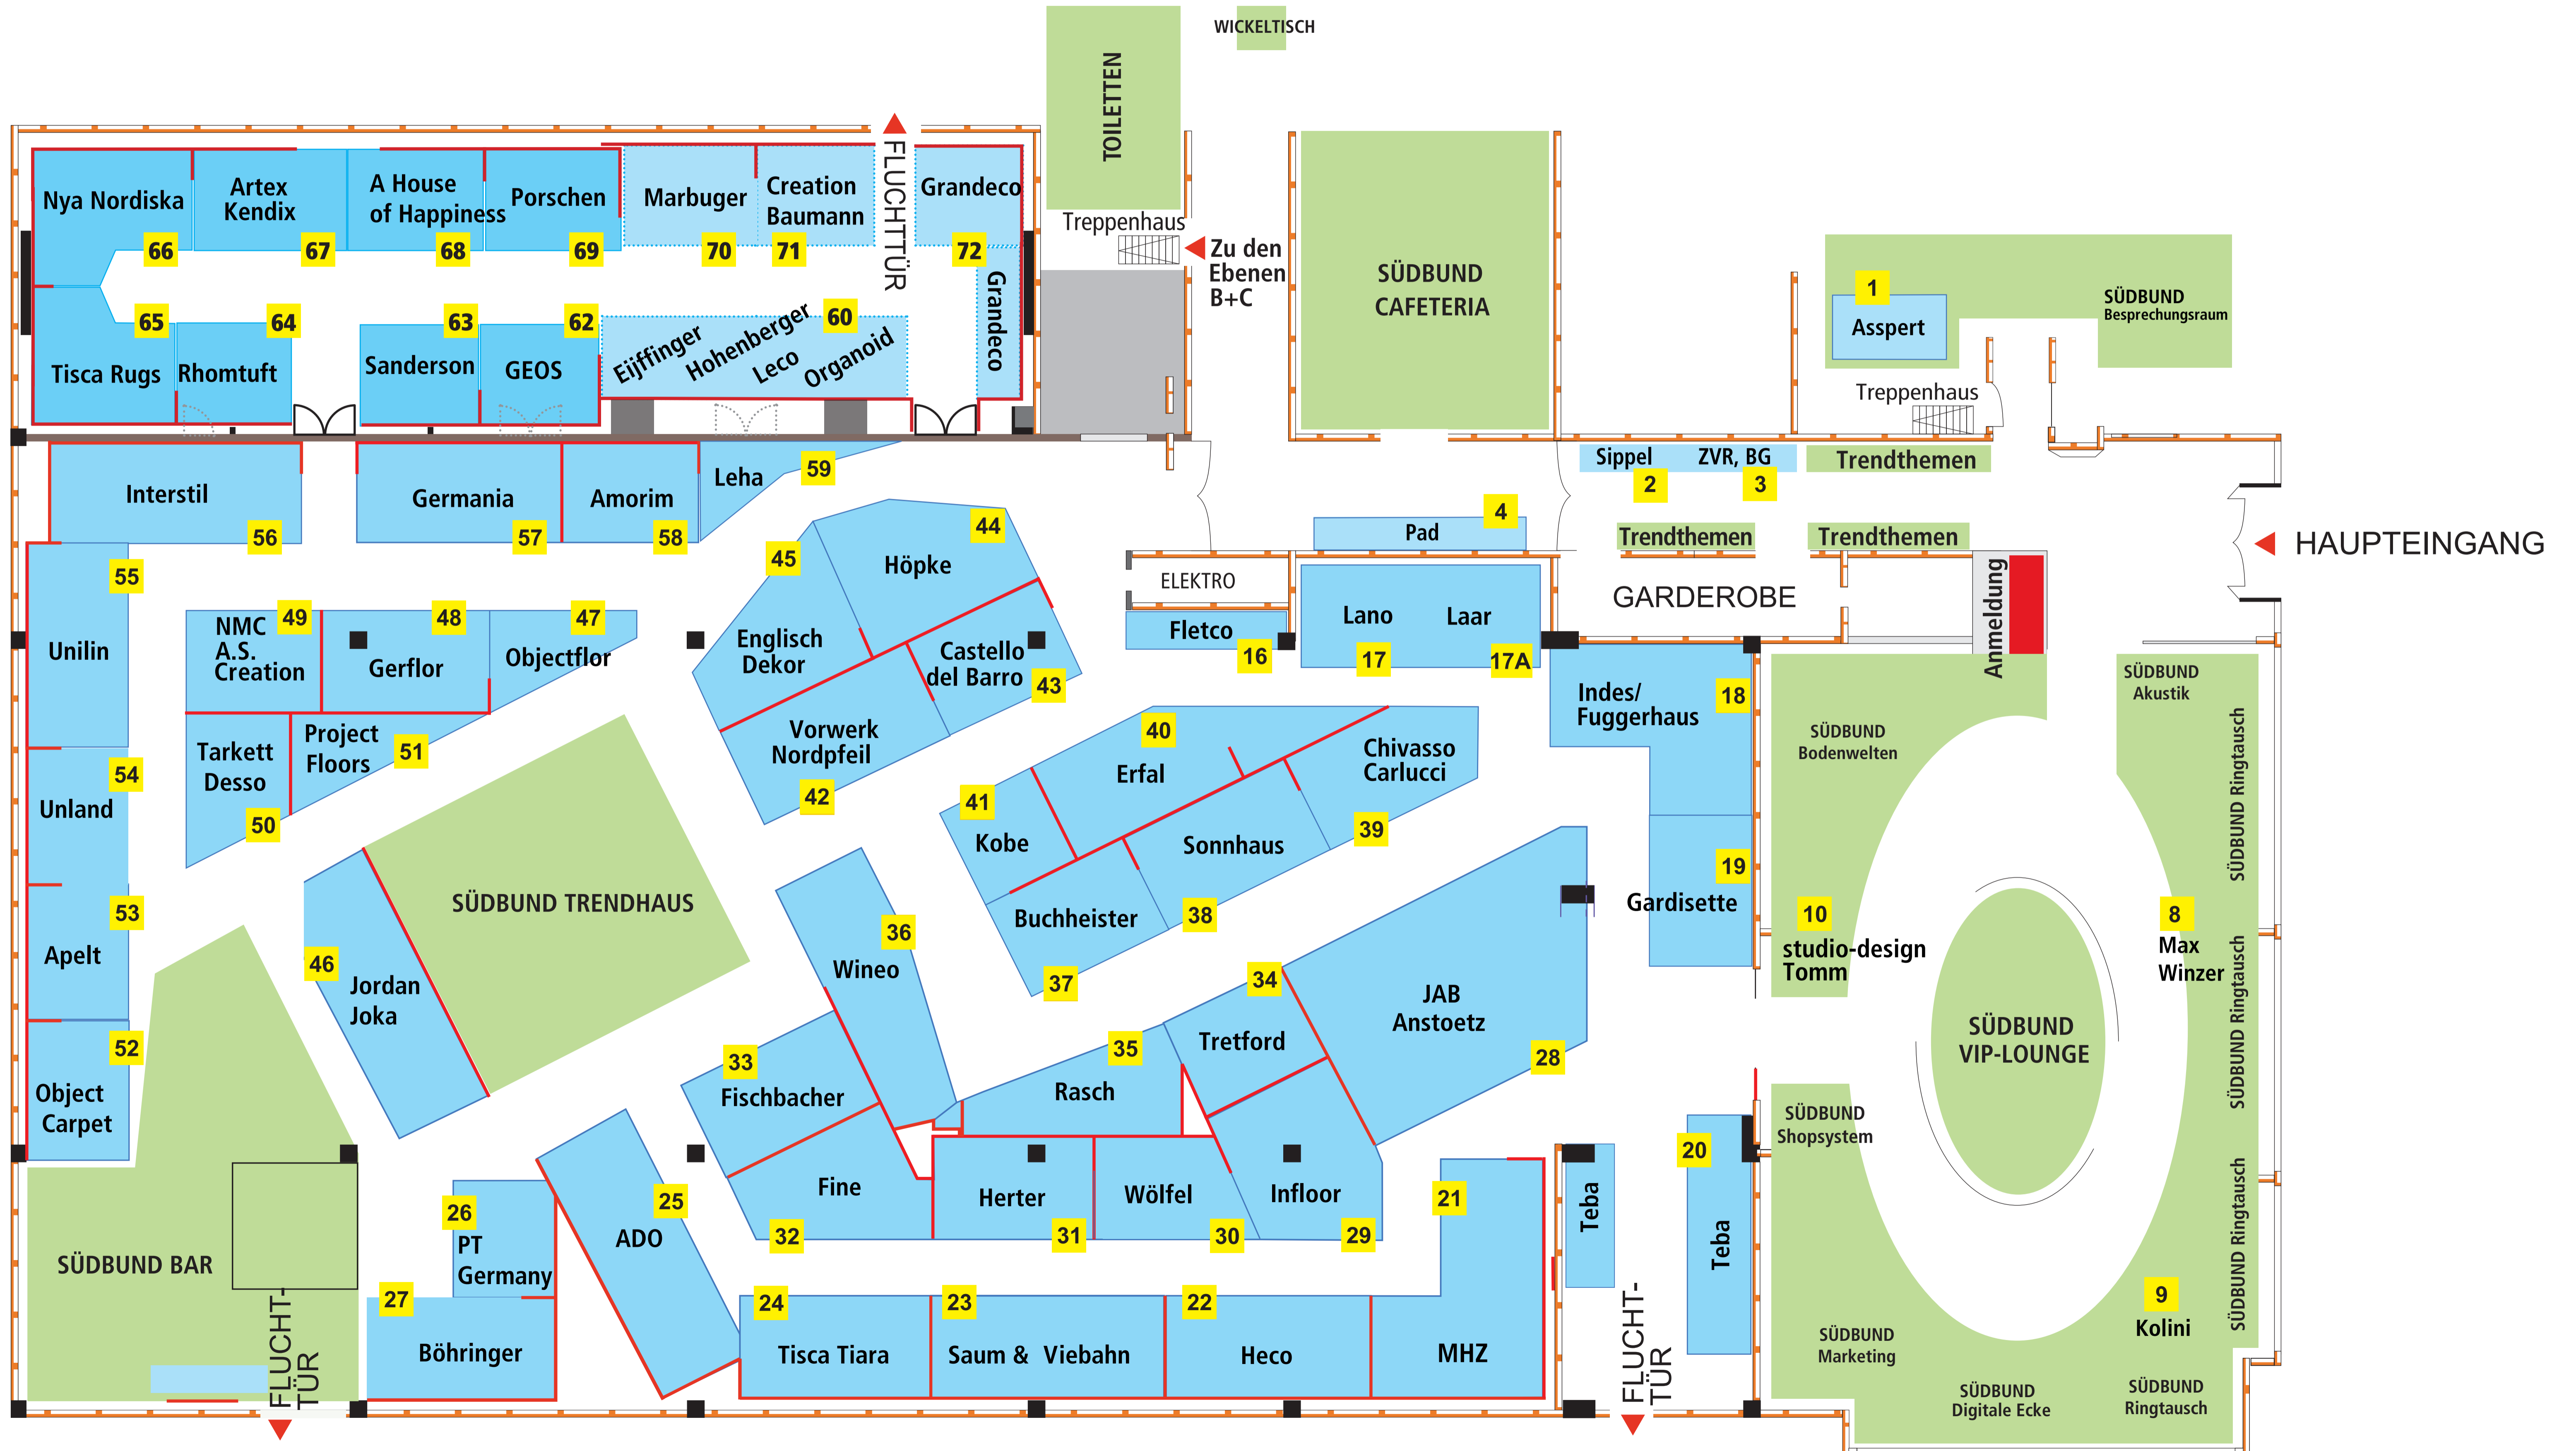 WICKELTISCH
TOILETTEN
Treppenhaus
Zu den
Ebenen
B+C
FLUCHTTÜR
Nya Nordiska
66
Artex
Kendix
67
A House
of Happiness
68
Porschen
69
Marbuger
70
Creation
Baumann
71
Grandeco
72
Grandeco
65
Tisca Rugs
64
Rhomtuft
63
Sanderson
62
GEOS
60
Eijffinger
Hohenberger
Leco
Organoid
SÜDBUND
CAFETERIA
1
Asspert
SÜDBUND
Besprechungsraum
Treppenhaus
Sippel
2
ZVR, BG
3
Trendthemen
Trendthemen
Trendthemen
4
Pad
HAUPTEINGANG
GARDEROBE
Anmeldung
ELEKTRO
Fletco
16
Lano
17
Laar
17A
Interstil
56
Germania
57
Amorim
58
Leha
59
55
Unilin
54
Unland
53
Apelt
52
Object
Carpet
49
NMC
A.S.
Creation
48
Gerflor
47
Objectflor
Tarkett
Desso
50
Project
Floors
51
45
Englisch
Dekor
44
Höpke
Castello
del Barro
43
Vorwerk
Nordpfeil
42
41
Kobe
40
Erfal
Chivasso
Carlucci
39
Sonnhaus
38
Buchheister
37
Indes/
Fuggerhaus
18
19
Gardisette
SÜDBUND
Bodenwelten
SÜDBUND
Akustik
SÜDBUND Ringtausch
SÜDBUND Ringtausch
SÜDBUND Ringtausch
10
studio-design
Tomm
8
Max
Winzer
SÜDBUND
VIP-LOUNGE
SÜDBUND
Shopsystem
9
Kolini
SÜDBUND
Marketing
SÜDBUND
Digitale Ecke
SÜDBUND
Ringtausch
SÜDBUND TRENDHAUS
46
Jordan
Joka
36
Wineo
33
Fischbacher
35
Rasch
34
Tretford
JAB
Anstoetz
28
Fine
32
Herter
31
Wölfel
30
Infloor
29
21
MHZ
Teba
20
Teba
FLUCHT-
TÜR
25
ADO
26
PT
Germany
27
Böhringer
24
Tisca Tiara
23
Saum & Viebahn
22
Heco
SÜDBUND BAR
FLUCHT-
TÜR